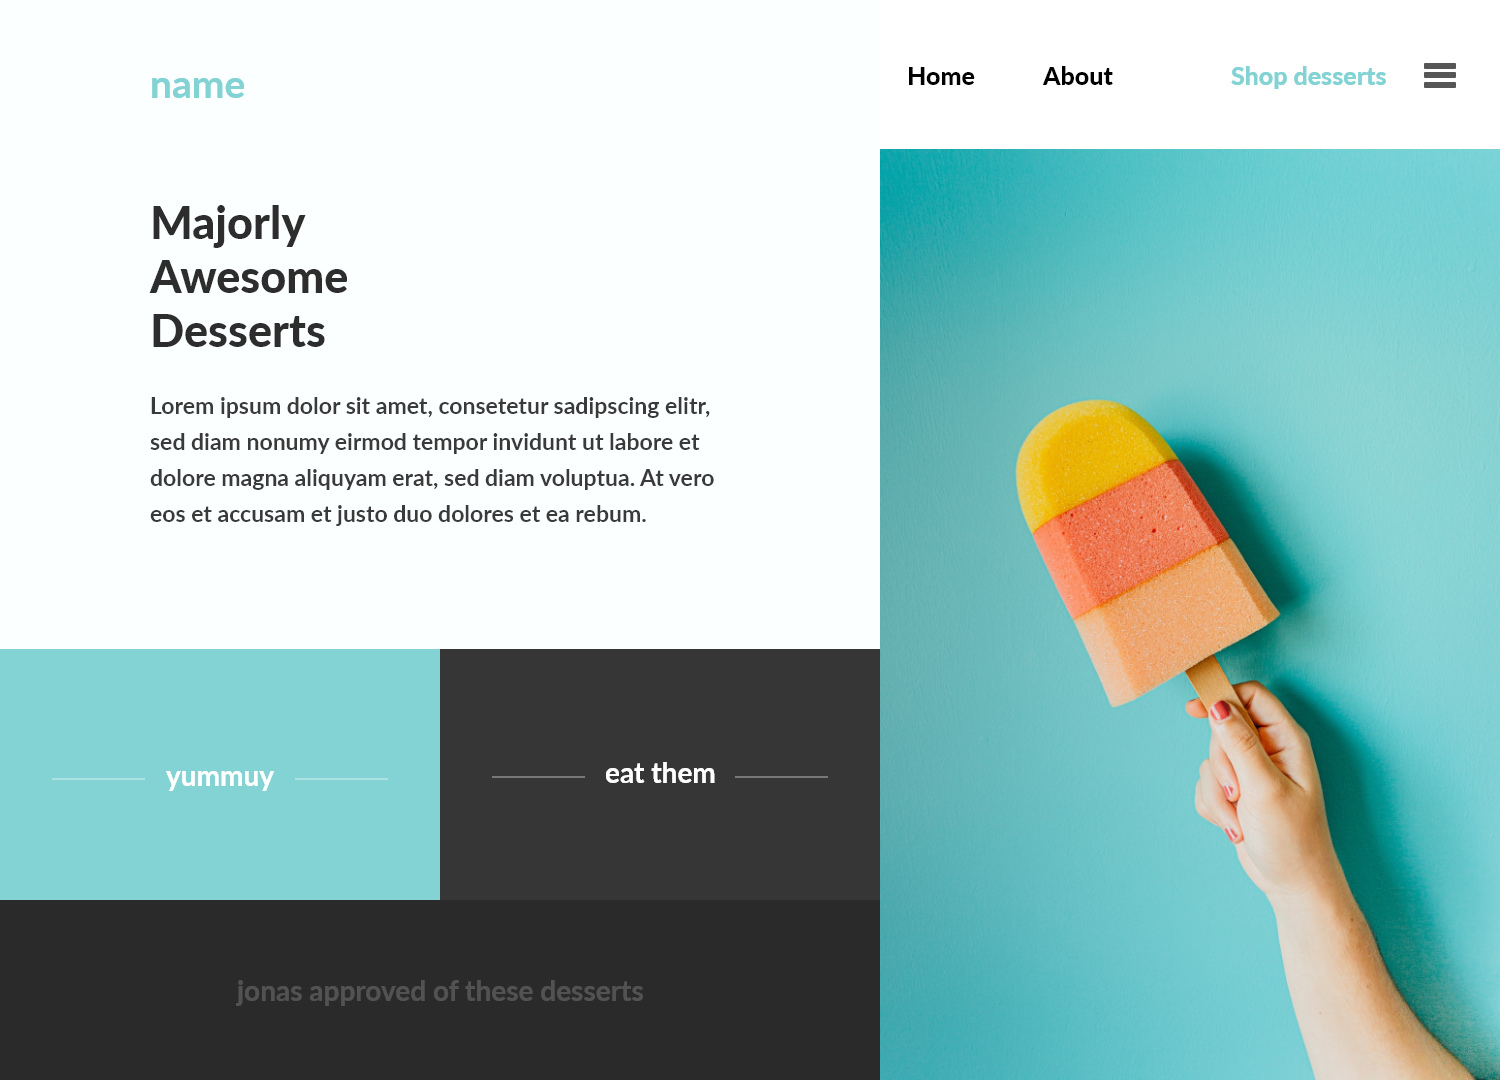 name
Home
About
Shop desserts
Majorly
Awesome
Desserts
Lorem ipsum dolor sit amet, consetetur sadipscing elitr,
sed diam nonumy eirmod tempor invidunt ut labore et
dolore magna aliquyam erat, sed diam voluptua. At vero
eos et accusam et justo duo dolores et ea rebum.
yummuy
eat them
jonas approved of these desserts